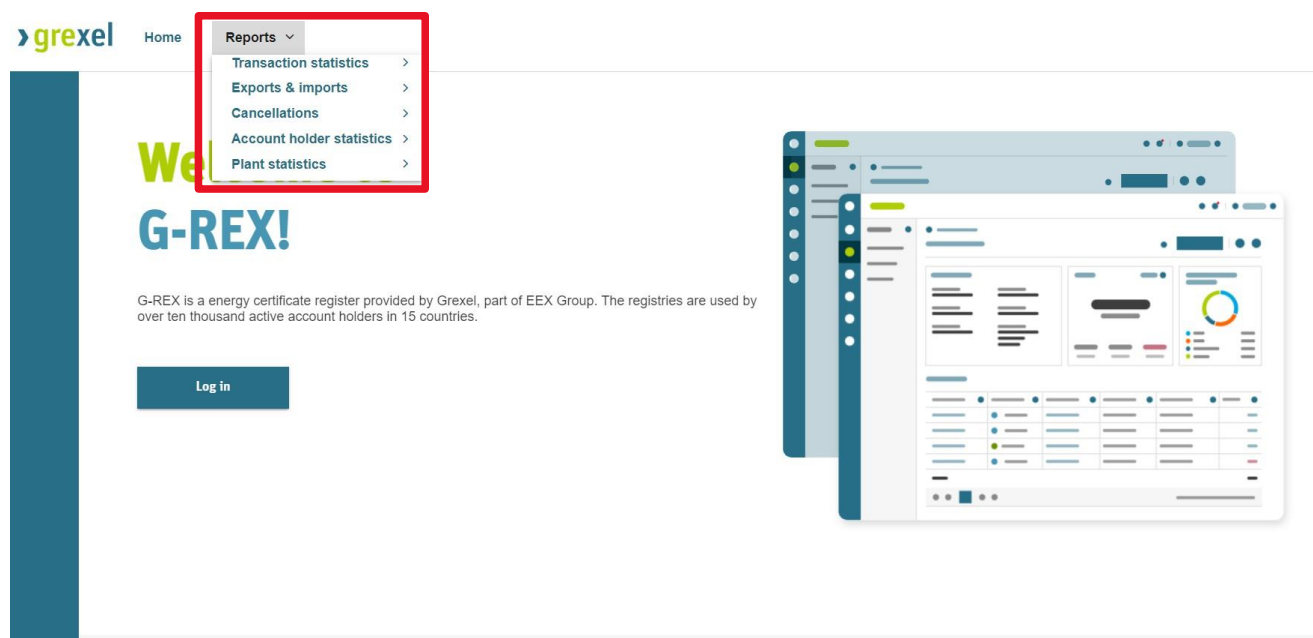 grexel
Home
Reports
Transaction statistics
Exports & imports
Cancellations
Account holder statistics
Plant statistics
G-REX!
G-REX is a energy certificate register provided by Grexel, part of EEX Group. The registries are used by
over ten thousand active account holders in 15 countries.
Log in